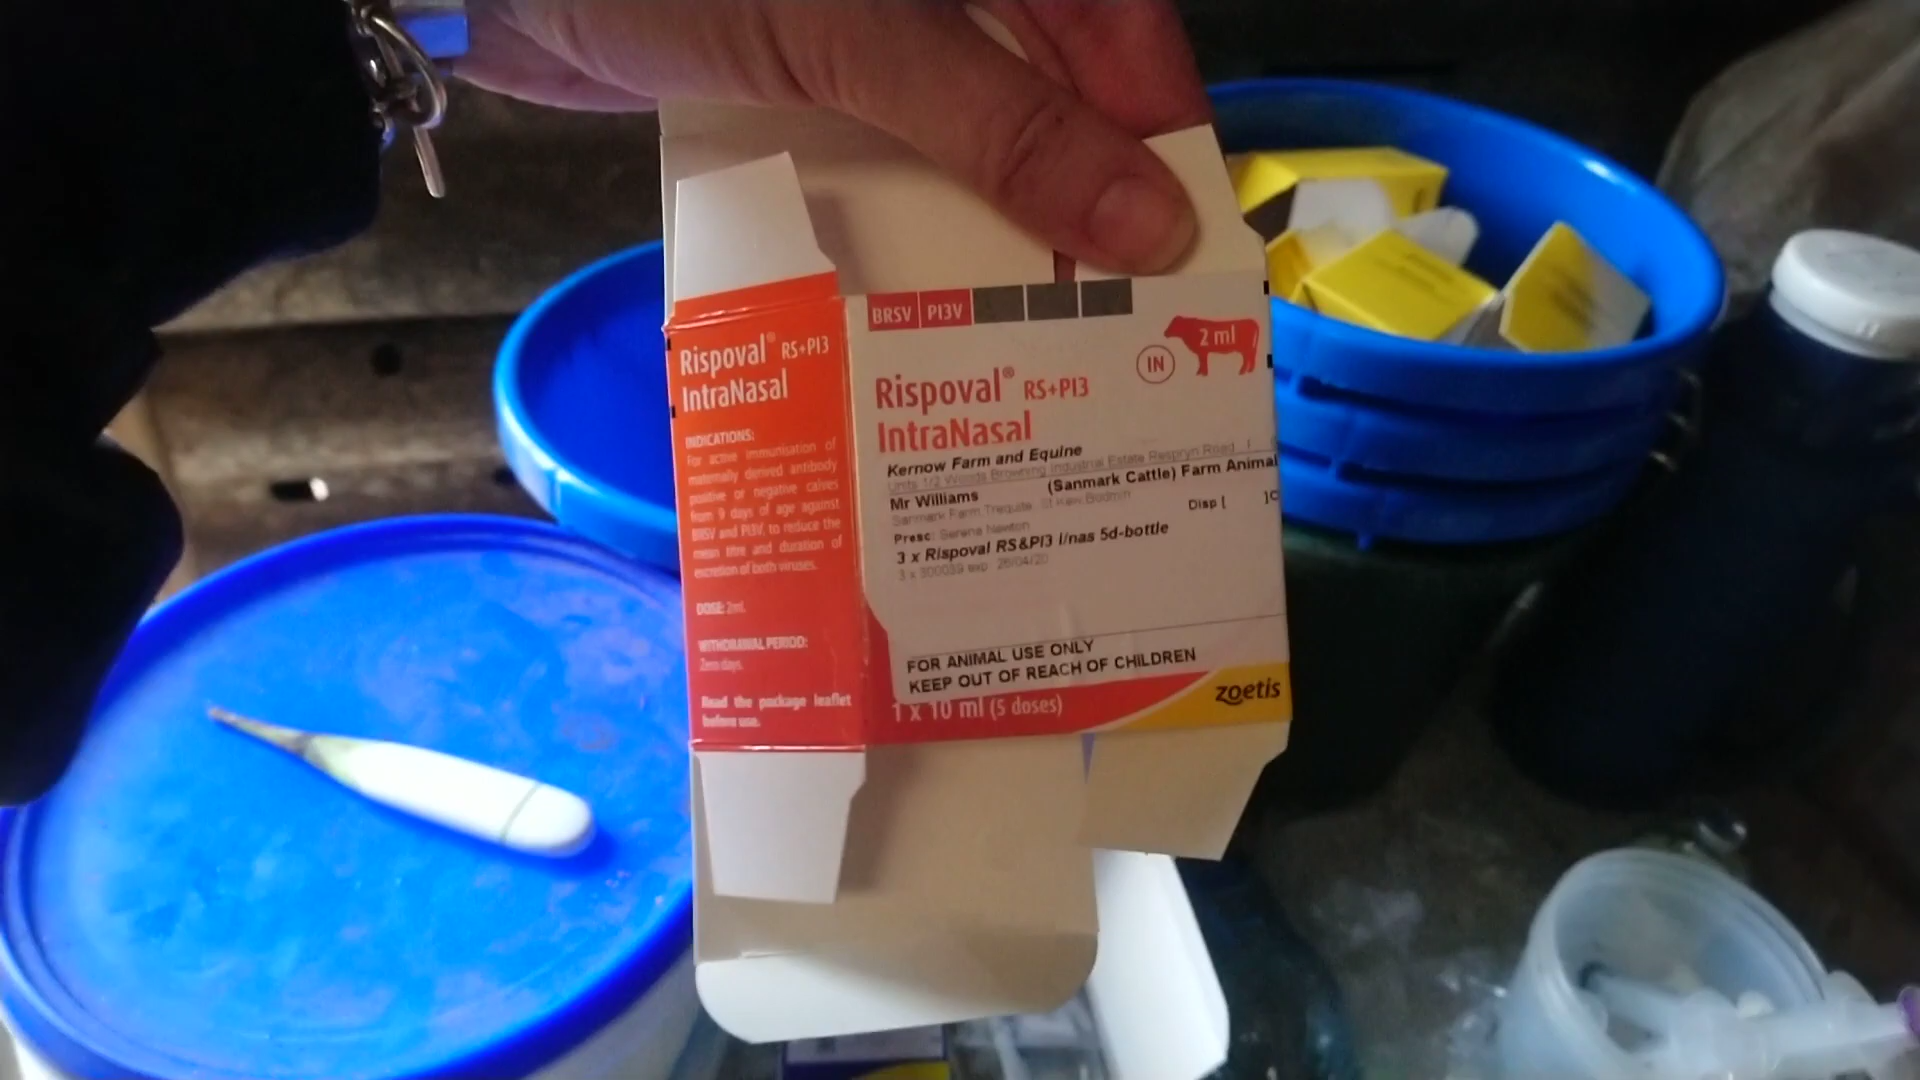 Rispoval® RS+PI3
IntraNasal
INDICATIONS:
For active immunisation of
maternally derived antibody
positive or negative calves
from 9 days of age against
BRSV and PI3V, to reduce the
mean titre and duration of
excretion of both viruses.
DOSE: 2ml.
WITHDRAWAL PERIOD:
Zero days.
Read the package leaflet
before use.
BRSV PI3V
2 ml
IN
Rispoval® RS+PI3
IntraNasal
Kernow Farm and Equine
Units 1/2 Woods Browning Industrial Estate Respryn Road
Mr Williams (Sanmark Cattle) Farm Animal
Sanmark Farm Trequite St Kew Bodmin
Disp [ ]C
Presc: Serena Newton
3 x Rispoval RS&PI3 i/nas 5d-bottle
3 x 300039 exp 26/04/20
FOR ANIMAL USE ONLY
KEEP OUT OF REACH OF CHILDREN
1 x 10 ml (5 doses)
zoetis